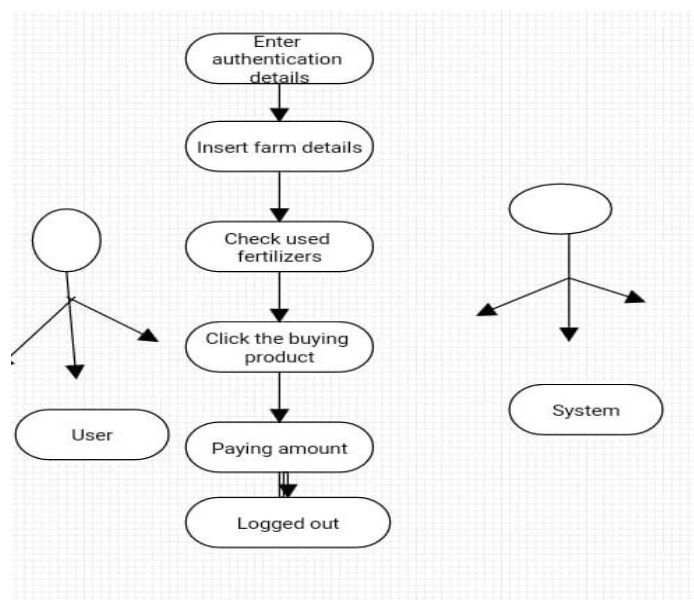 Enter
authentication
details
Insert farm details
Check used
fertilizers
Click the buying
product
User
System
Paying amount
Logged out